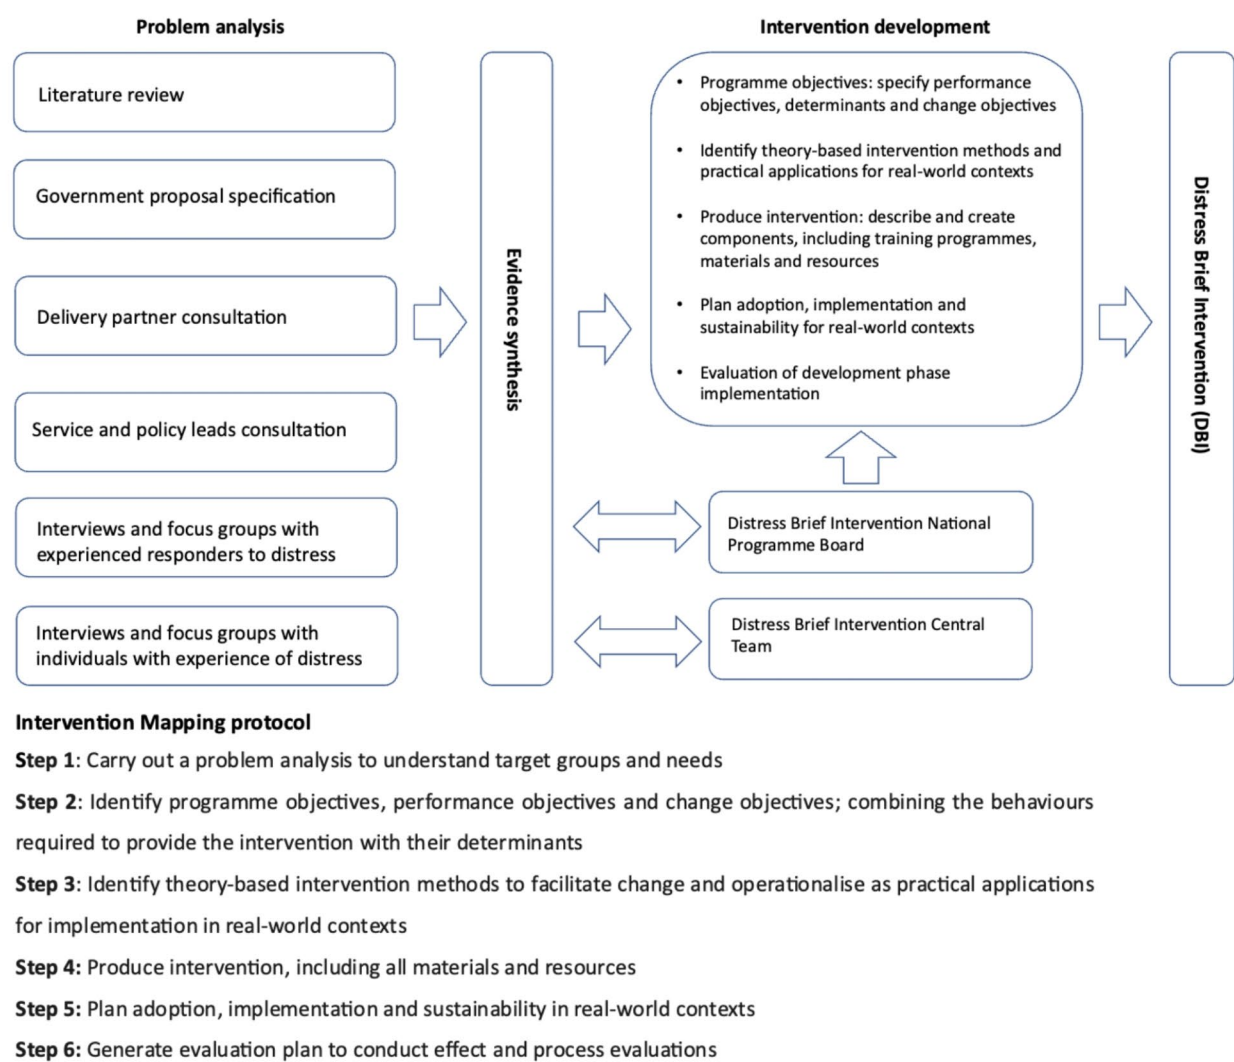 Problem analysis
Literature review
Government proposal specification
Delivery partner consultation
Service and policy leads consultation
Interviews and focus groups with
experienced responders to distress
Interviews and focus groups with
individuals with experience of distress
Evidence synthesis
Intervention development
• Programme objectives: specify performance
objectives, determinants and change objectives
• Identify theory-based intervention methods and
practical applications for real-world contexts
• Produce intervention: describe and create
components, including training programmes,
materials and resources
• Plan adoption, implementation and
sustainability for real-world contexts
• Evaluation of development phase
implementation
Distress Brief Intervention National
Programme Board
Distress Brief Intervention Central
Team
Distress Brief Intervention (DBI)
Intervention Mapping protocol
Step 1: Carry out a problem analysis to understand target groups and needs
Step 2: Identify programme objectives, performance objectives and change objectives; combining the behaviours
required to provide the intervention with their determinants
Step 3: Identify theory-based intervention methods to facilitate change and operationalise as practical applications
for implementation in real-world contexts
Step 4: Produce intervention, including all materials and resources
Step 5: Plan adoption, implementation and sustainability in real-world contexts
Step 6: Generate evaluation plan to conduct effect and process evaluations